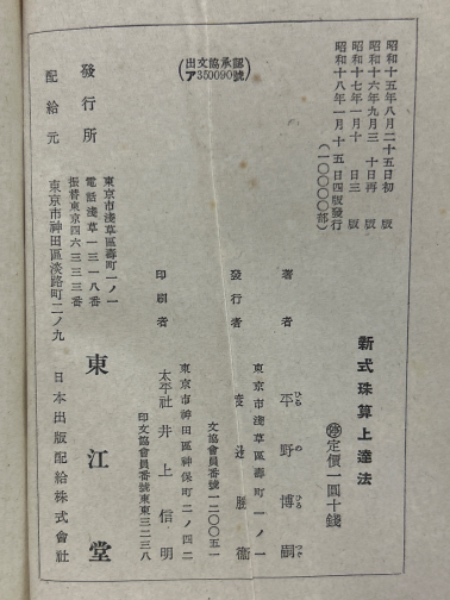 昭和十五年八月二十五日初版
昭和十六年九月三十日再版
昭和十七年一月十日三版
昭和十八年一月十五日四版發行
(一〇〇〇〇部)
出文協承認
ア350090號
新式珠算上達法
定價一圓十錢
著者 平野博嗣
ひら の ひろ つぐ
東京市淺草區壽町一ノ一
發行者
文協會員番號一二〇〇五一
東京市神田區神保町二ノ四二
印刷者 太平社 井上信明
印文協會員番號東東三二三八
發行所
東京市淺草區壽町一ノ一
電話淺草一三一八番
振替東京四六三三三番
東江堂
配給元 東京市神田區淡路町二ノ九 日本出版配給株式會社